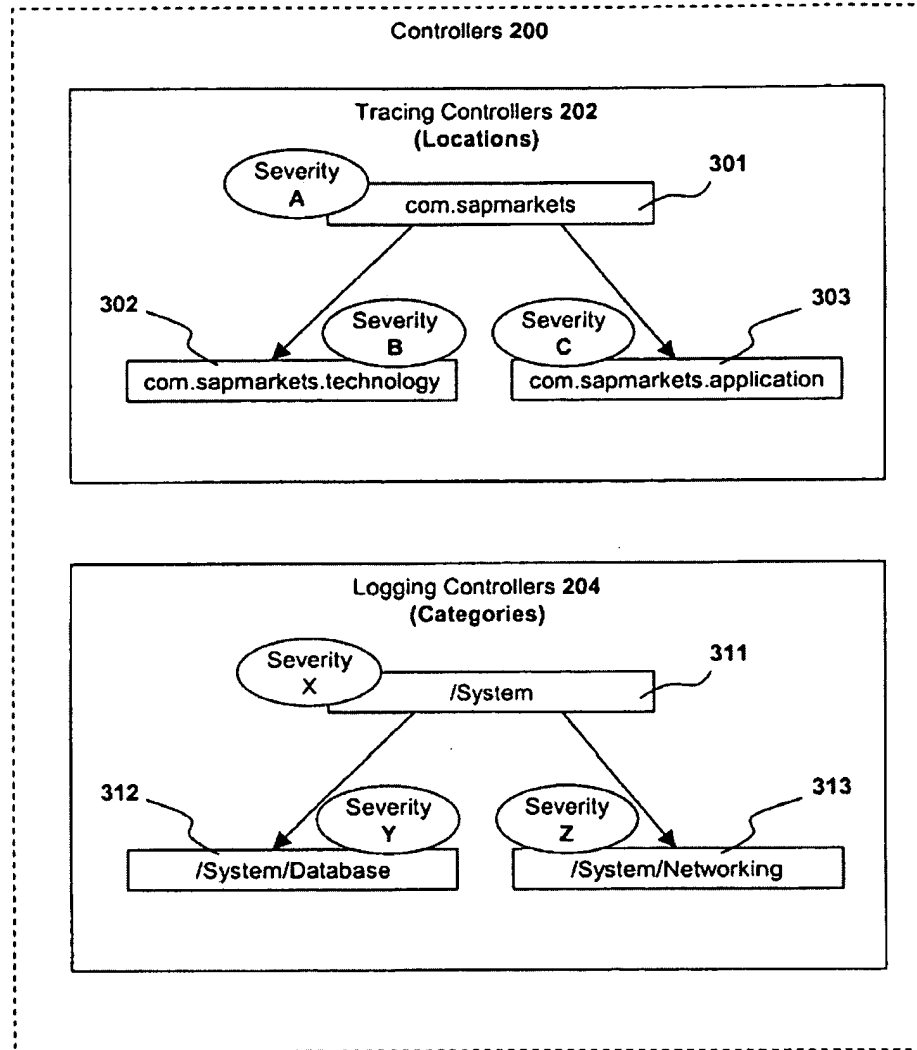 Controllers 200
Tracing Controllers 202
(Locations)
Severity
A
com.sapmarkets
301
302
Severity
B
Severity
C
303
com.sapmarkets.technology
com.sapmarkets.application
Logging Controllers 204
(Categories)
Severity
X
/System
311
312
Severity
Y
Severity
Z
313
/System/Database
/System/Networking